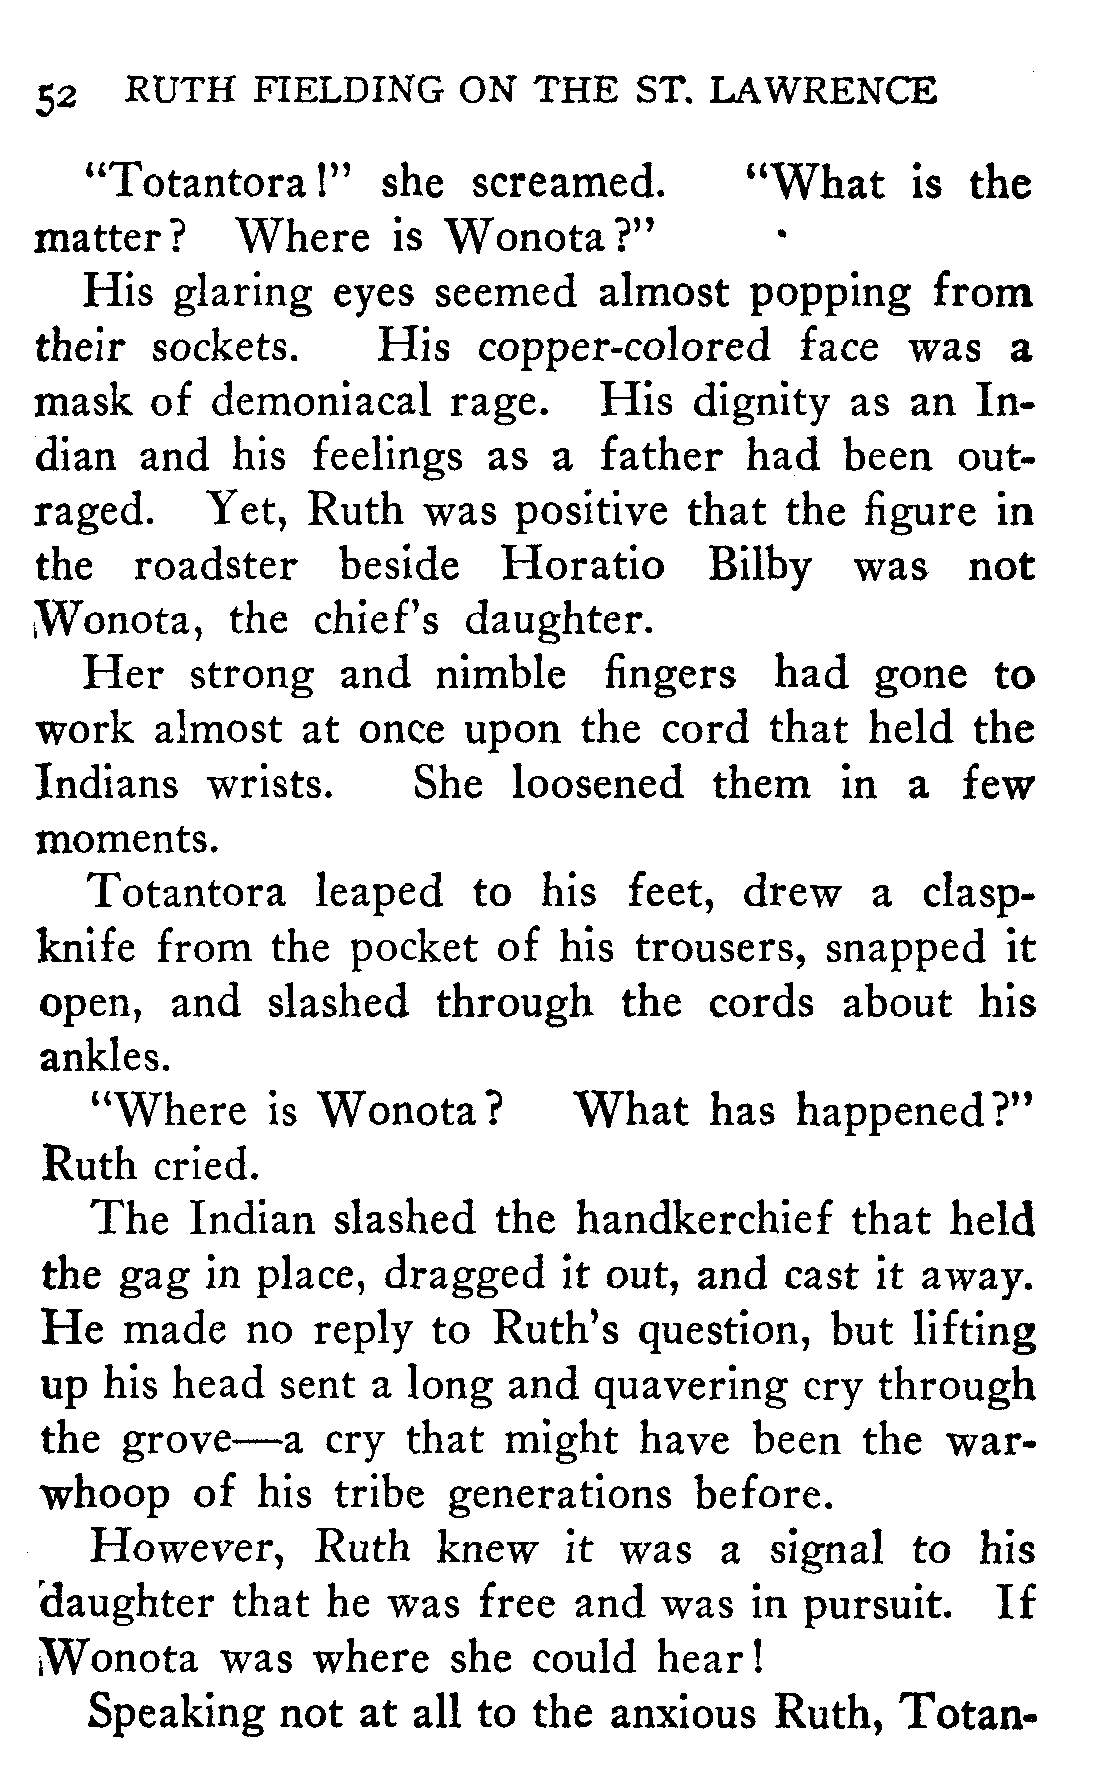 52 RUTH FIELDING ON THE ST. LAWRENCE
"Totantora!" she screamed. "What is the
matter? Where is Wonota?"
His glaring eyes seemed almost popping from
their sockets. His copper-colored face was a
mask of demoniacal rage. His dignity as an In-
dian and his feelings as a father had been out-
raged. Yet, Ruth was positive that the figure in
the roadster beside Horatio Bilby was not
Wonota, the chief's daughter.
Her strong and nimble fingers had gone to
work almost at once upon the cord that held the
Indians wrists. She loosened them in a few
moments.
Totantora leaped to his feet, drew a clasp-
knife from the pocket of his trousers, snapped it
open, and slashed through the cords about his
ankles.
"Where is Wonota? What has happened?"
Ruth cried.
The Indian slashed the handkerchief that held
the gag in place, dragged it out, and cast it away.
He made no reply to Ruth's question, but lifting
up his head sent a long and quavering cry through
the grove—a cry that might have been the war-
whoop of his tribe generations before.
However, Ruth knew it was a signal to his
daughter that he was free and was in pursuit. If
Wonota was where she could hear!
Speaking not at all to the anxious Ruth, Totan-